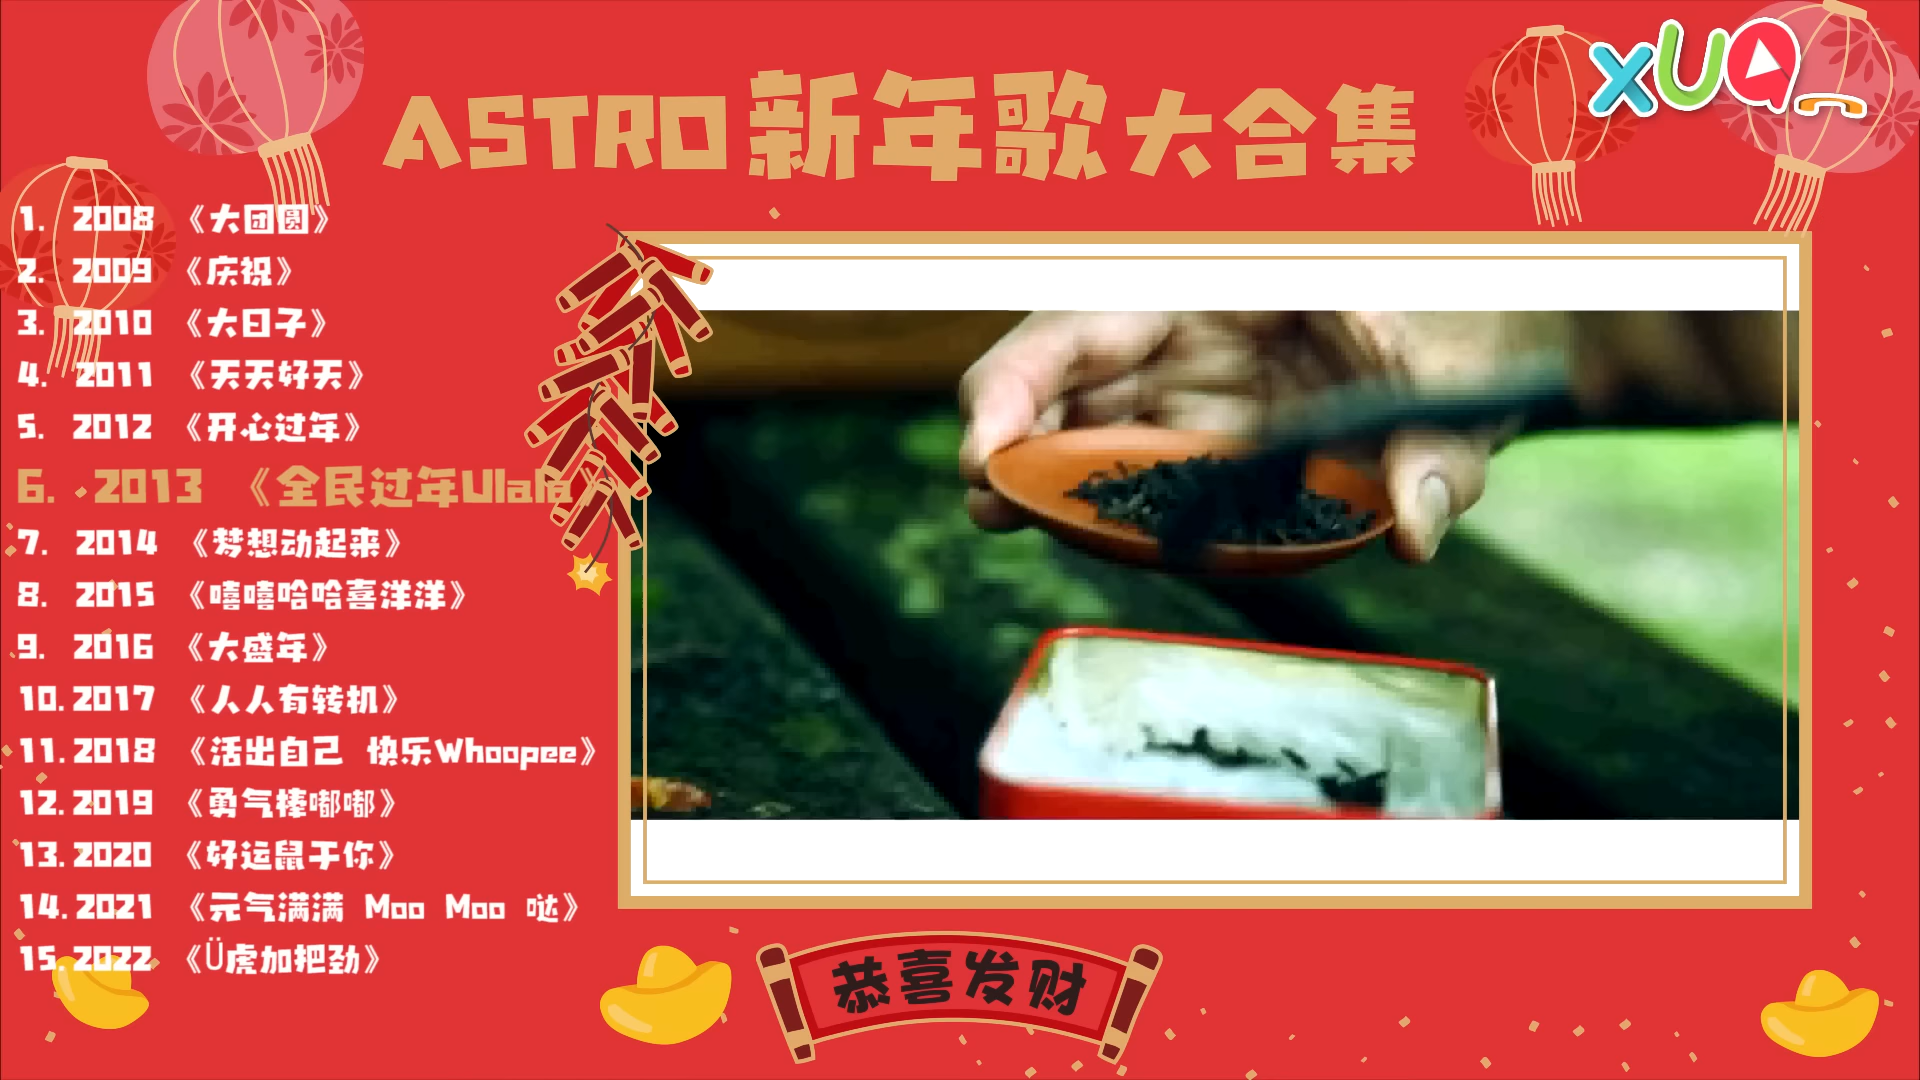 xUQ
ASTRO新年歌大合集
1. 2008 《大团圆》
2. 2009 《庆祝》
3. 2010 《大日子》
4. 2011 《天天好天》
5. 2012 《开心过年》
6. 2013 《全民过年Ulala》
7. 2014 《梦想动起来》
8. 2015 《嘻嘻哈哈喜洋洋》
9. 2016 《大盛年》
10. 2017 《人人有转机》
11. 2018 《活出自己 快乐Whoopee》
12. 2019 《勇气棒嘟嘟》
13. 2020 《好运鼠于你》
14. 2021 《元气满满 Moo Moo 哒》
15. 2022 《Ü虎加把劲》
恭喜发财